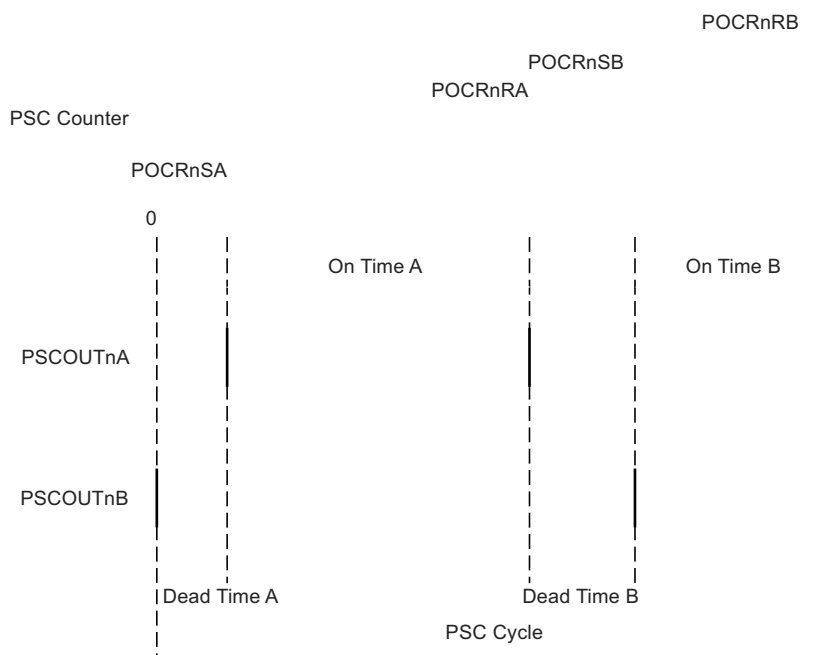 POCRnRB
POCRnSB
POCRnRA
PSC Counter
POCRnSA
0
On Time A
On Time B
PSCOUTnA
PSCOUTnB
Dead Time A
Dead Time B
PSC Cycle